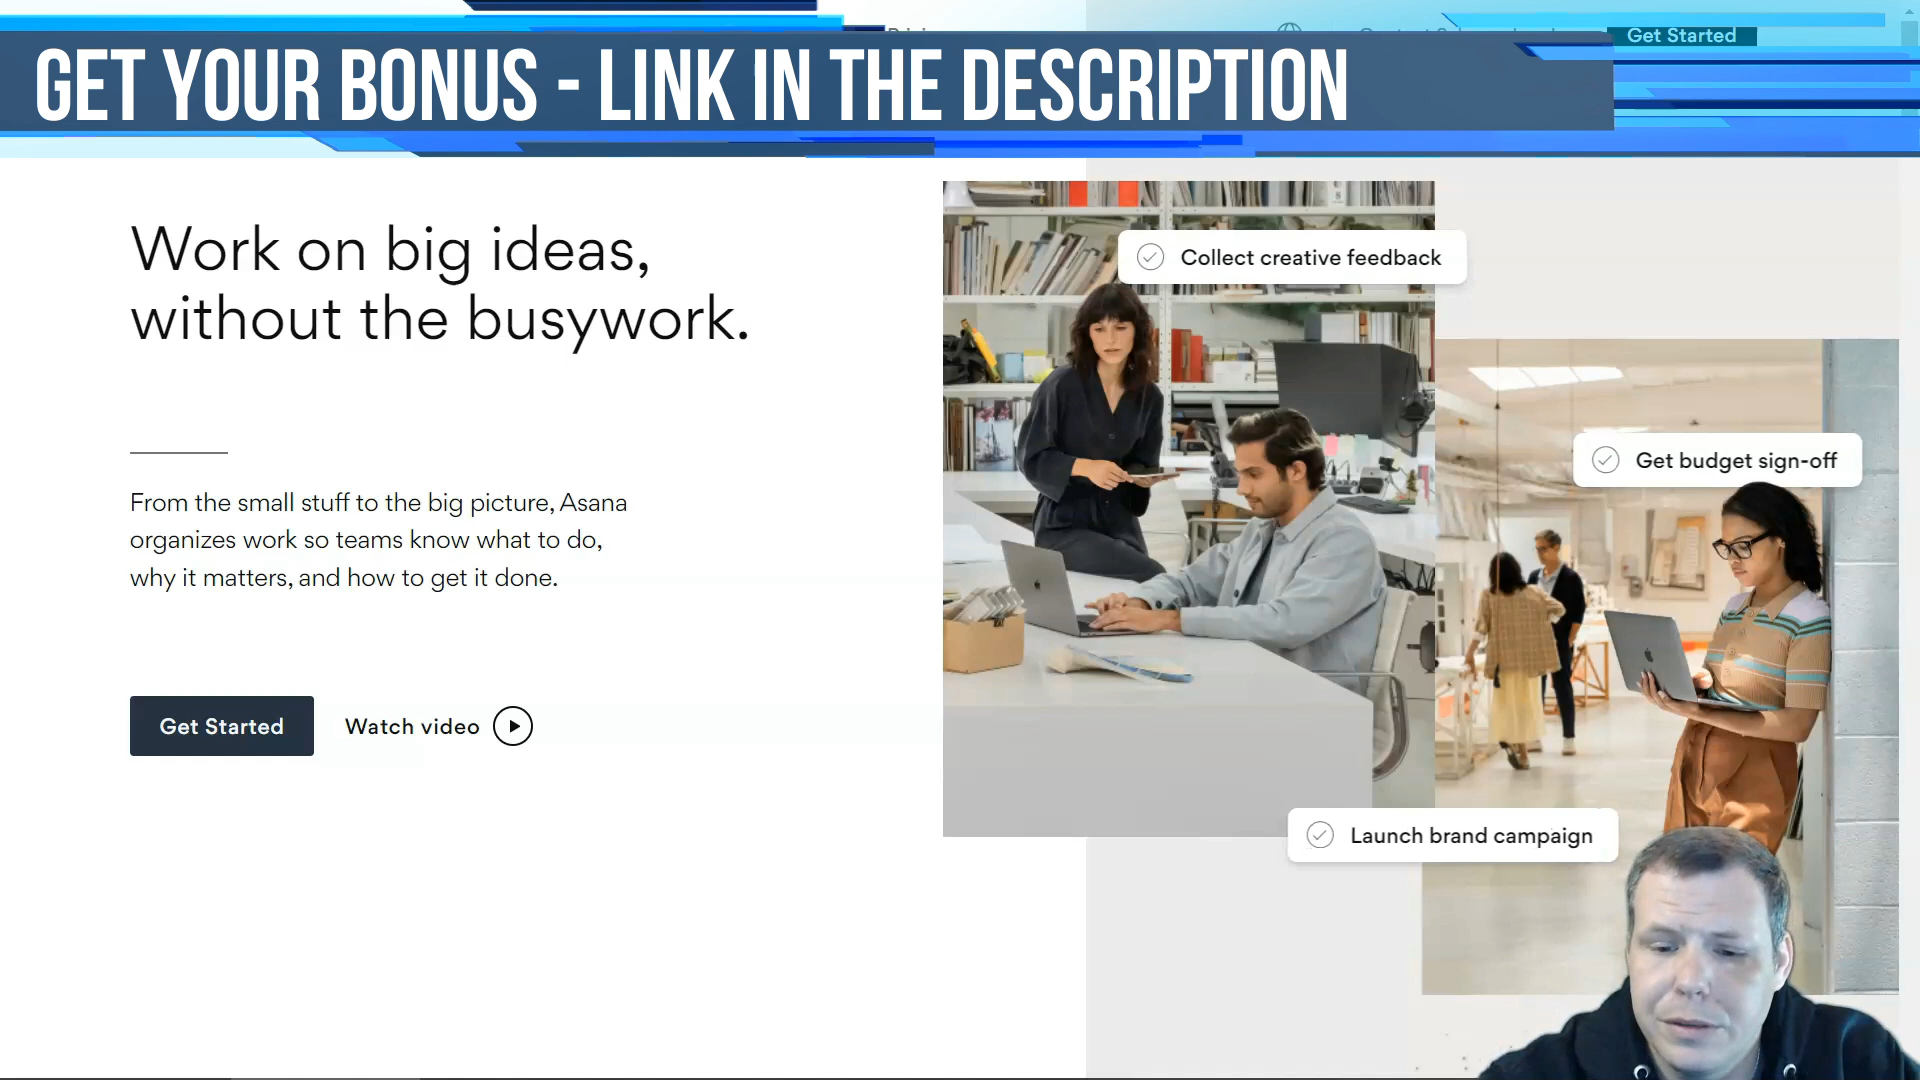 GET YOUR BONUS - LINK IN THE DESCRIPTION
Get Started
Work on big ideas,
without the busywork.
From the small stuff to the big picture, Asana
organizes work so teams know what to do,
why it matters, and how to get it done.
Get Started
Watch video
Collect creative feedback
Get budget sign-off
Launch brand campaign